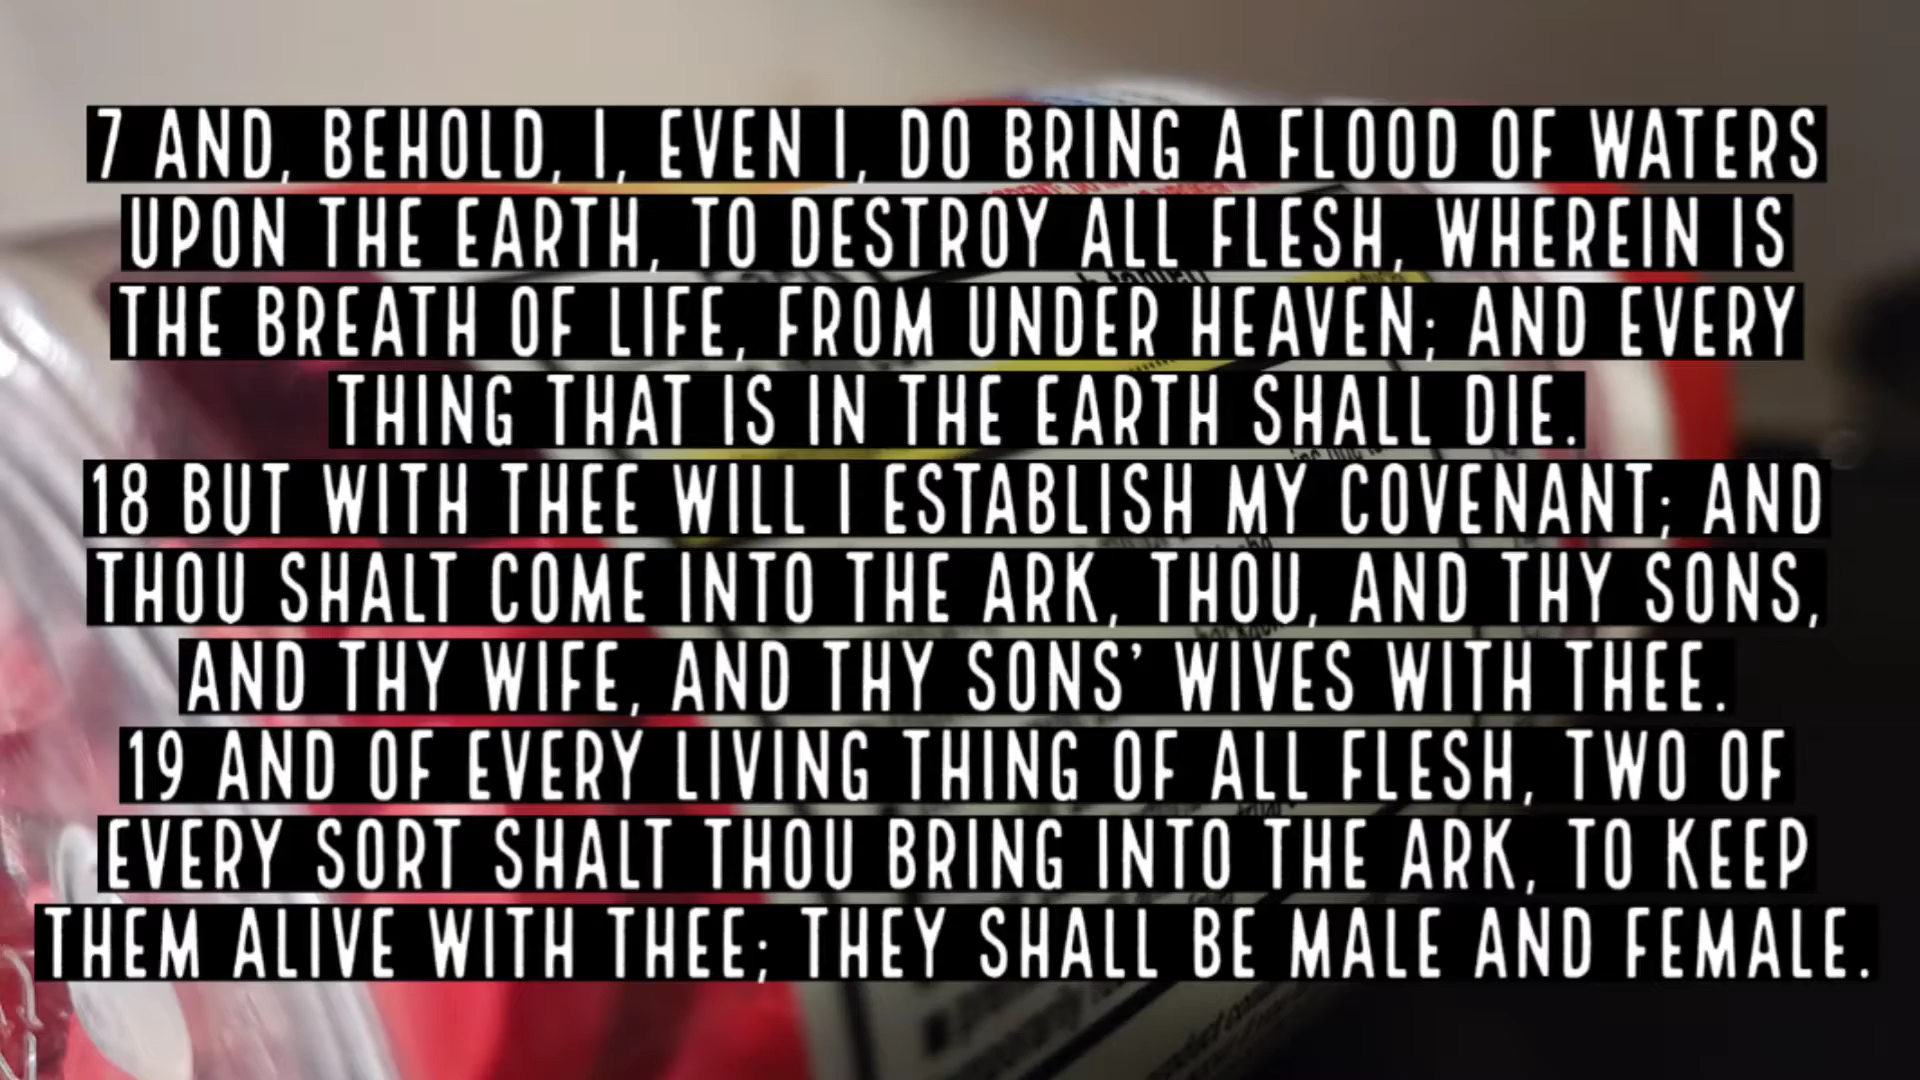 7 AND, BEHOLD, I, EVEN I, DO BRING A FLOOD OF WATERS
UPON THE EARTH, TO DESTROY ALL FLESH, WHEREIN IS
THE BREATH OF LIFE, FROM UNDER HEAVEN; AND EVERY
THING THAT IS IN THE EARTH SHALL DIE.
18 BUT WITH THEE WILL I ESTABLISH MY COVENANT; AND
THOU SHALT COME INTO THE ARK, THOU, AND THY SONS,
AND THY WIFE, AND THY SONS' WIVES WITH THEE.
19 AND OF EVERY LIVING THING OF ALL FLESH, TWO OF
EVERY SORT SHALT THOU BRING INTO THE ARK, TO KEEP
THEM ALIVE WITH THEE; THEY SHALL BE MALE AND FEMALE.